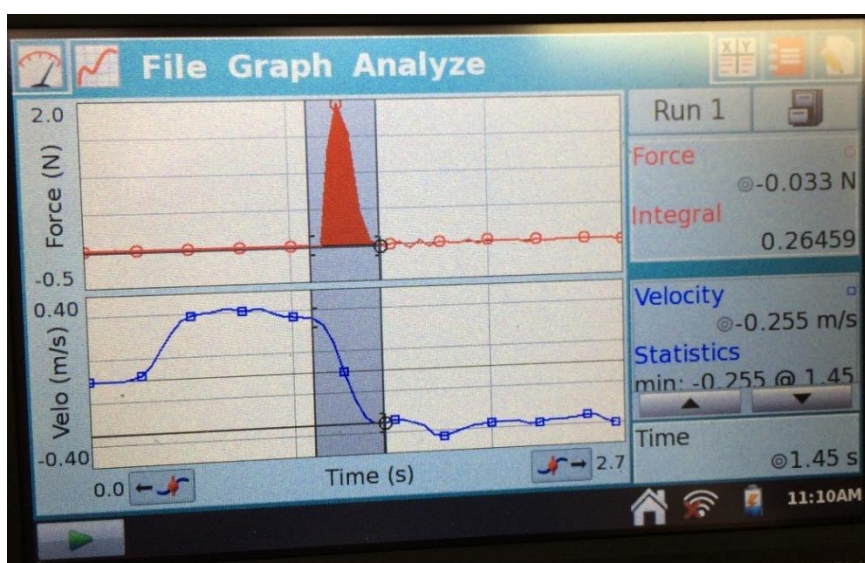 File Graph Analyze
X Y
2.0
Force (N)
-0.5
0.40
Velo (m/s)
-0.40
0.0
Time (s)
2.7
Run 1
Force
-0.033 N
Integral
0.26459
Velocity
-0.255 m/s
Statistics
min: -0.255 @ 1.45
Time
1.45 s
11:10AM